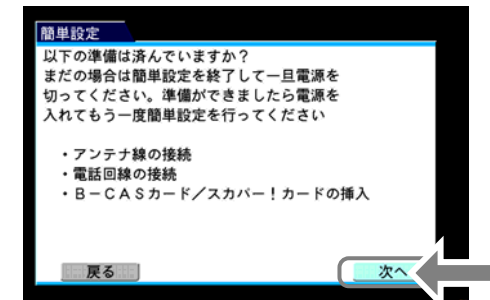 簡単設定
以下の準備は済んでいますか?
まだの場合は簡単設定を終了して一旦電源を
切ってください。準備ができましたら電源を
入れてもう一度簡単設定を行ってください
・アンテナ線の接続
・電話回線の接続
・B-CASカード/スカパー!カードの挿入
戻る
次へ